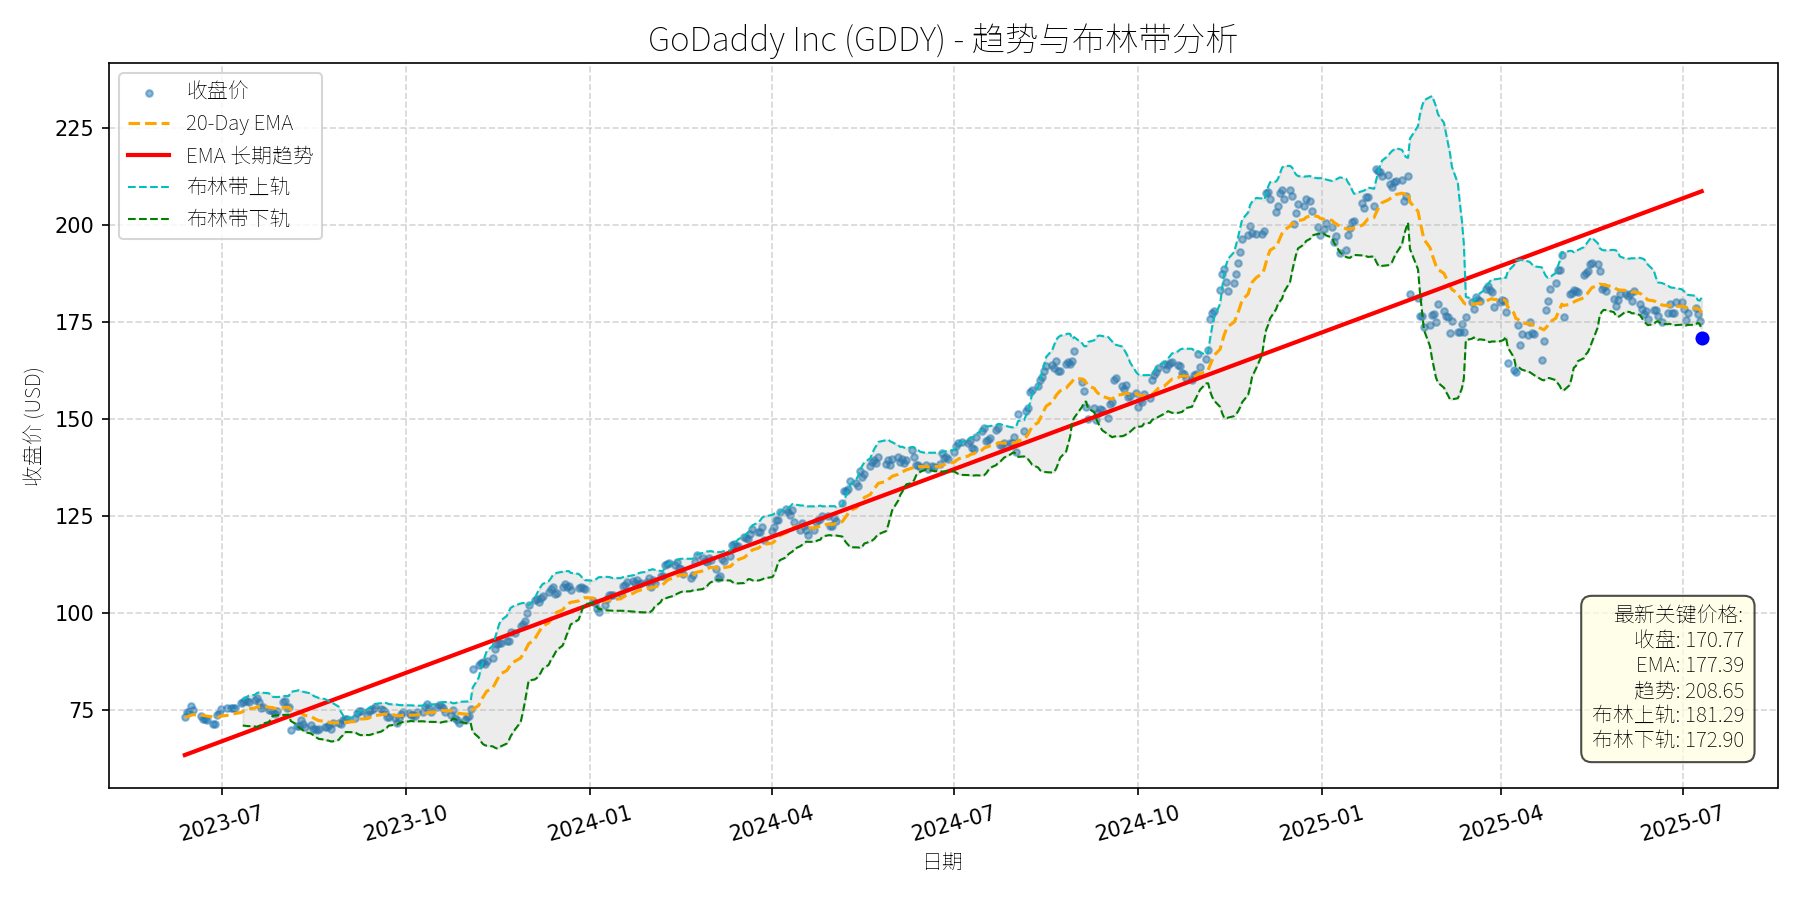 GoDaddy Inc (GDDY) - 趋势与布林带分析
收盘价
20-Day EMA
EMA 长期趋势
布林带上轨
布林带下轨
收盘价 (USD)
225
200
175
150
125
100
75
最新关键价格:
收盘: 170.77
EMA: 177.39
趋势: 208.65
布林上轨: 181.29
布林下轨: 172.90
2023-07
2023-10
2024-01
2024-04
2024-07
2024-10
2025-01
2025-04
2025-07
日期